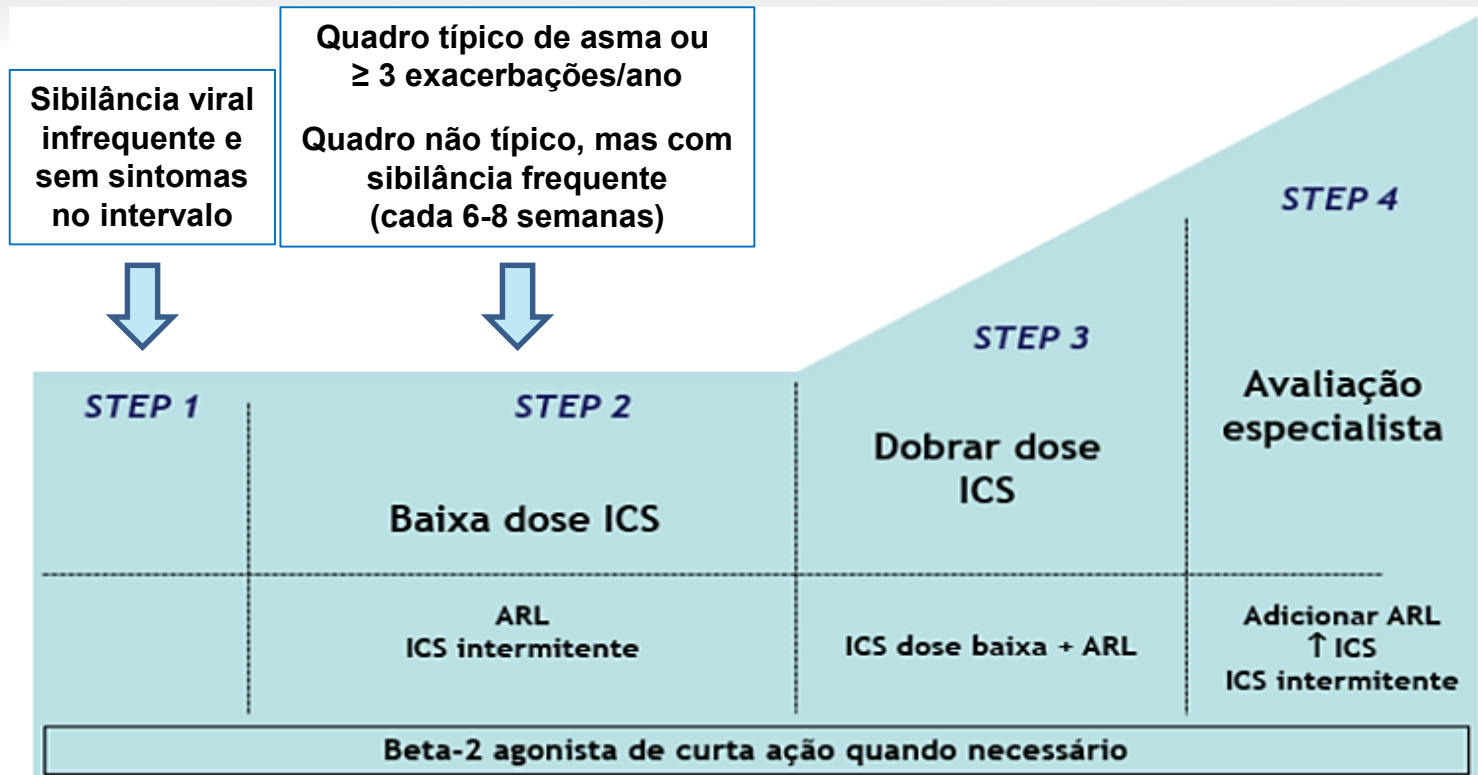 Sibilância viral
infrequente e
sem sintomas
no intervalo
Quadro típico de asma ou
≥ 3 exacerbações/ano
Quadro não típico, mas com
sibilância frequente
(cada 6-8 semanas)
STEP 1
STEP 2
STEP 3
STEP 4
Baixa dose ICS
Dobrar dose
ICS
Avaliação
especialista
ARL
ICS intermitente
ICS dose baixa + ARL
Adicionar ARL
↑ ICS
ICS intermitente
Beta-2 agonista de curta ação quando necessário